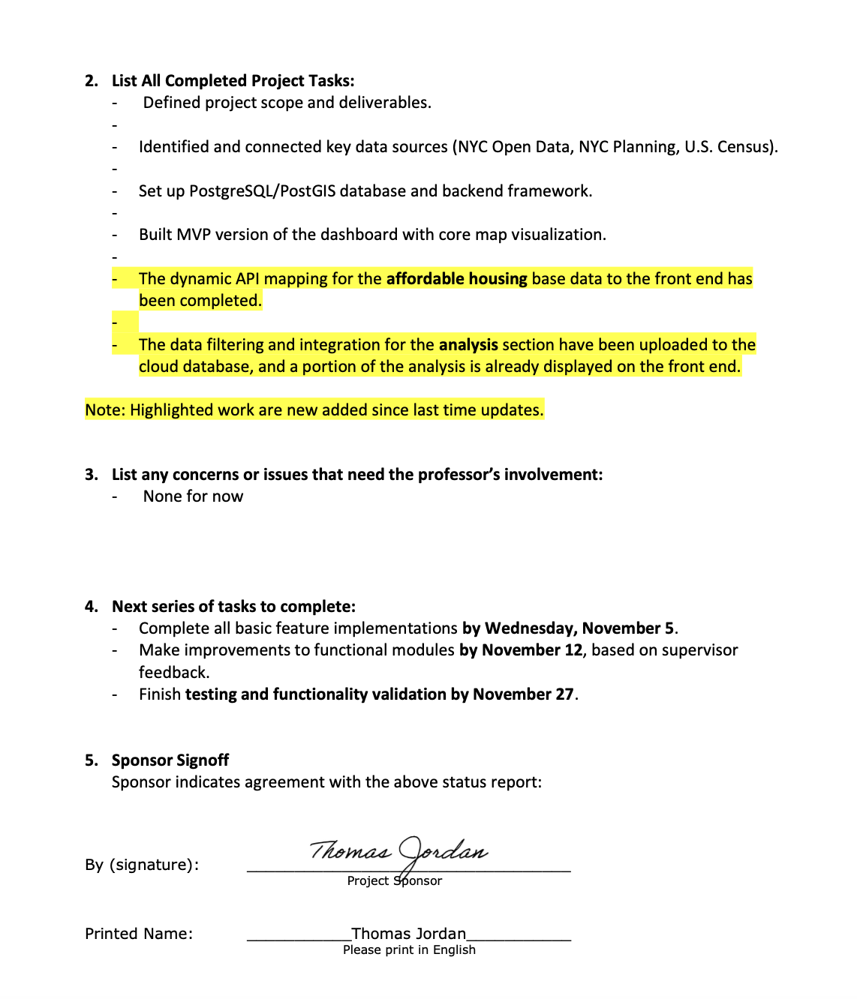 2. List All Completed Project Tasks:
- Defined project scope and deliverables.
-
- Identified and connected key data sources (NYC Open Data, NYC Planning, U.S. Census).
-
- Set up PostgreSQL/PostGIS database and backend framework.
-
- Built MVP version of the dashboard with core map visualization.
-
- The dynamic API mapping for the affordable housing base data to the front end has
been completed.
-
- The data filtering and integration for the analysis section have been uploaded to the
cloud database, and a portion of the analysis is already displayed on the front end.
Note: Highlighted work are new added since last time updates.
3. List any concerns or issues that need the professor’s involvement:
- None for now
4. Next series of tasks to complete:
- Complete all basic feature implementations by Wednesday, November 5.
- Make improvements to functional modules by November 12, based on supervisor
feedback.
- Finish testing and functionality validation by November 27.
5. Sponsor Signoff
Sponsor indicates agreement with the above status report:
By (signature): Thomas Jordan
Project Sponsor
Printed Name: Thomas Jordan
Please print in English